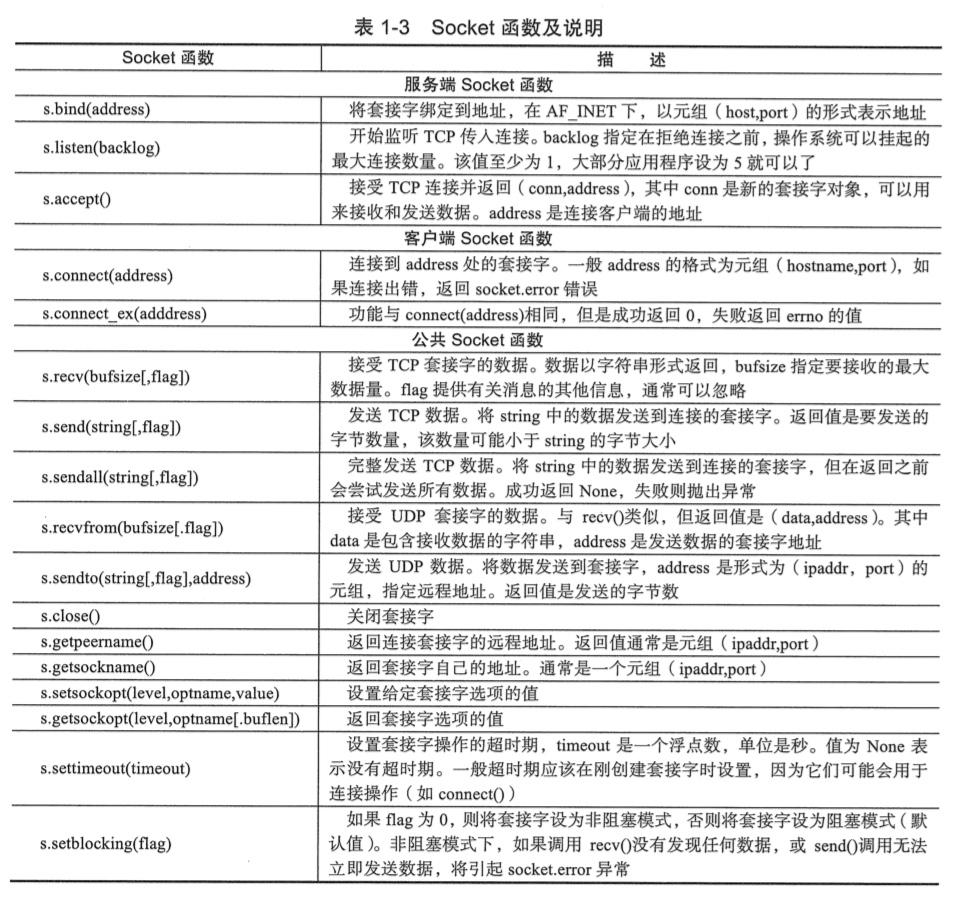 表 1-3 Socket 函数及说明
Socket 函数 描 述
服务端 Socket 函数
s.bind(address) 将套接字绑定到地址，在 AF_INET 下，以元组（host,port）的形式表示地址
s.listen(backlog) 开始监听 TCP 传入连接。backlog 指定在拒绝连接之前，操作系统可以挂起的
最大连接数量。该值至少为 1，大部分应用程序设为 5 就可以了
s.accept() 接受 TCP 连接并返回（conn,address），其中 conn 是新的套接字对象，可以用
来接收和发送数据。address 是连接客户端的地址
客户端 Socket 函数
s.connect(address) 连接到 address 处的套接字。一般 address 的格式为元组（hostname,port），如
果连接出错，返回 socket.error 错误
s.connect_ex(adddress) 功能与 connect(address)相同，但是成功返回 0，失败返回 errno 的值
公共 Socket 函数
s.recv(bufsize[,flag]) 接受 TCP 套接字的数据。数据以字符串形式返回，bufsize 指定要接收的最大
数据量。flag 提供有关消息的其他信息，通常可以忽略
s.send(string[,flag]) 发送 TCP 数据。将 string 中的数据发送到连接的套接字。返回值是要发送的
字节数量，该数量可能小于 string 的字节大小
s.sendall(string[,flag]) 完整发送 TCP 数据。将 string 中的数据发送到连接的套接字，但在返回之前
会尝试发送所有数据。成功返回 None，失败则抛出异常
s.recvfrom(bufsize[.flag]) 接受 UDP 套接字的数据。与 recv()类似，但返回值是（data,address）。其中
data 是包含接收数据的字符串，address 是发送数据的套接字地址
s.sendto(string[,flag],address) 发送 UDP 数据。将数据发送到套接字，address 是形式为（ipaddr，port）的
元组，指定远程地址。返回值是发送的字节数
s.close() 关闭套接字
s.getpeername() 返回连接套接字的远程地址。返回值通常是元组（ipaddr,port）
s.getsockname() 返回套接字自己的地址。通常是一个元组（ipaddr,port）
s.setsockopt(level,optname,value) 设置给定套接字选项的值
s.getsockopt(level,optname[.buflen]) 返回套接字选项的值
s.settimeout(timeout) 设置套接字操作的超时期，timeout 是一个浮点数，单位是秒。值为 None 表
示没有超时期。一般超时期应该在刚创建套接字时设置，因为它们可能会用于
连接操作（如 connect()）
s.setblocking(flag) 如果 flag 为 0，则将套接字设为非阻塞模式，否则将套接字设为阻塞模式（默
认值）。非阻塞模式下，如果调用 recv()没有发现任何数据，或 send()调用无法
立即发送数据，将引起 socket.error 异常